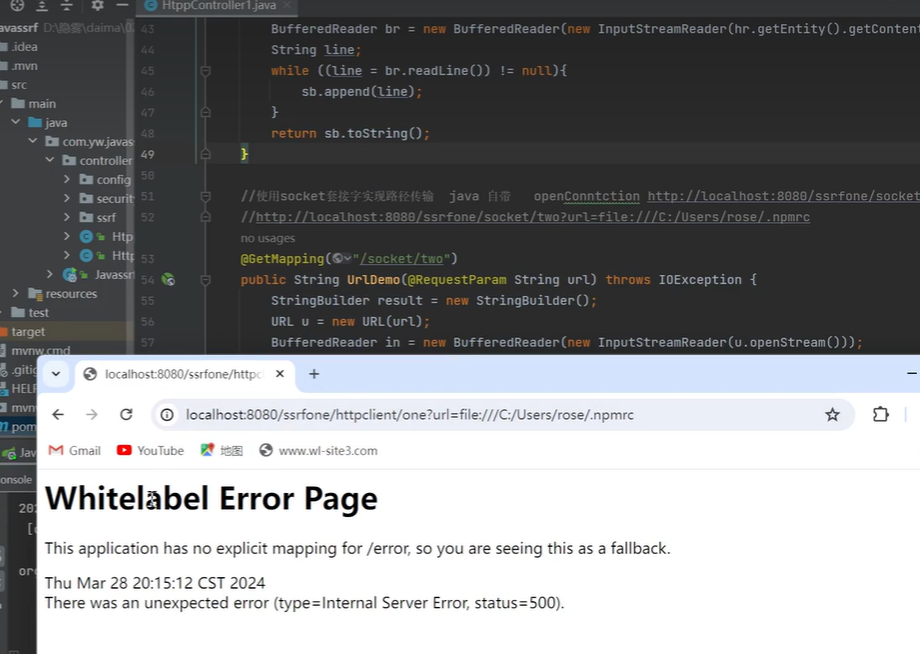 HtppController1.java
avassrf D:\隐雾\daima\0
.idea
.mvn
src
main
java
com.yw.javas
controller
config
securit
ssrf
Htp
Htt
Javassr
resources
test
target
mvnw.cmd
.gitig
HELP
mvn
pom
Jav
onsole
202
[
or
43 BufferedReader br = new BufferedReader(new InputStreamReader(hr.getEntity().getConten
44 String line;
45 while ((line = br.readLine()) != null){
46 sb.append(line);
47 }
48 return sb.toString();
49 }
50
51 //使用socket套接字实现路径传输 java 自带 openConntction http://localhost:8080/ssrfone/socket
52 //http://localhost:8080/ssrfone/socket/two?url=file:///C:/Users/rose/.npmrc
no usages
53 @GetMapping("/socket/two")
54 public String UrlDemo(@RequestParam String url) throws IOException {
55 StringBuilder result = new StringBuilder();
56 URL u = new URL(url);
57 BufferedReader in = new BufferedReader(new InputStreamReader(u.openStream()));
localhost:8080/ssrfone/httpc
localhost:8080/ssrfone/httpclient/one?url=file:///C:/Users/rose/.npmrc
Gmail YouTube 地图 www.wl-site3.com
Whitelabel Error Page
This application has no explicit mapping for /error, so you are seeing this as a fallback.
Thu Mar 28 20:15:12 CST 2024
There was an unexpected error (type=Internal Server Error, status=500).